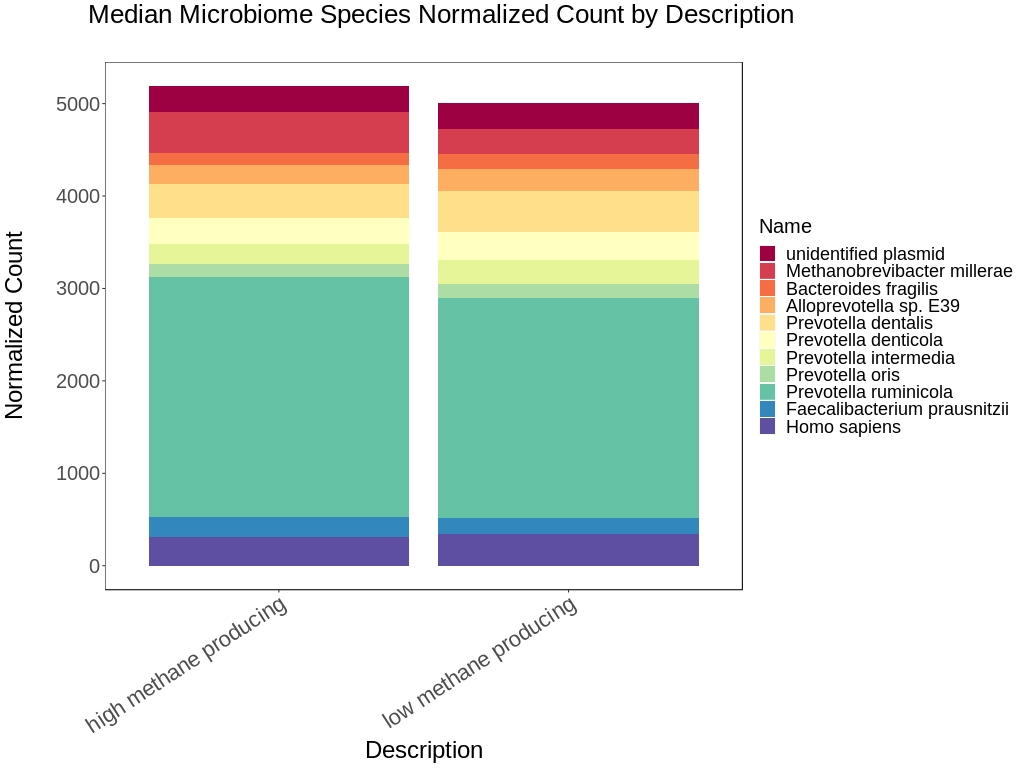 Median Microbiome Species Normalized Count by Description
Normalized Count
5000
4000
3000
2000
1000
0
high methane producing
low methane producing
Description
Name
unidentified plasmid
Methanobrevibacter millerae
Bacteroides fragilis
Alloprevotella sp. E39
Prevotella dentalis
Prevotella denticola
Prevotella intermedia
Prevotella oris
Prevotella ruminicola
Faecalibacterium prausnitzii
Homo sapiens